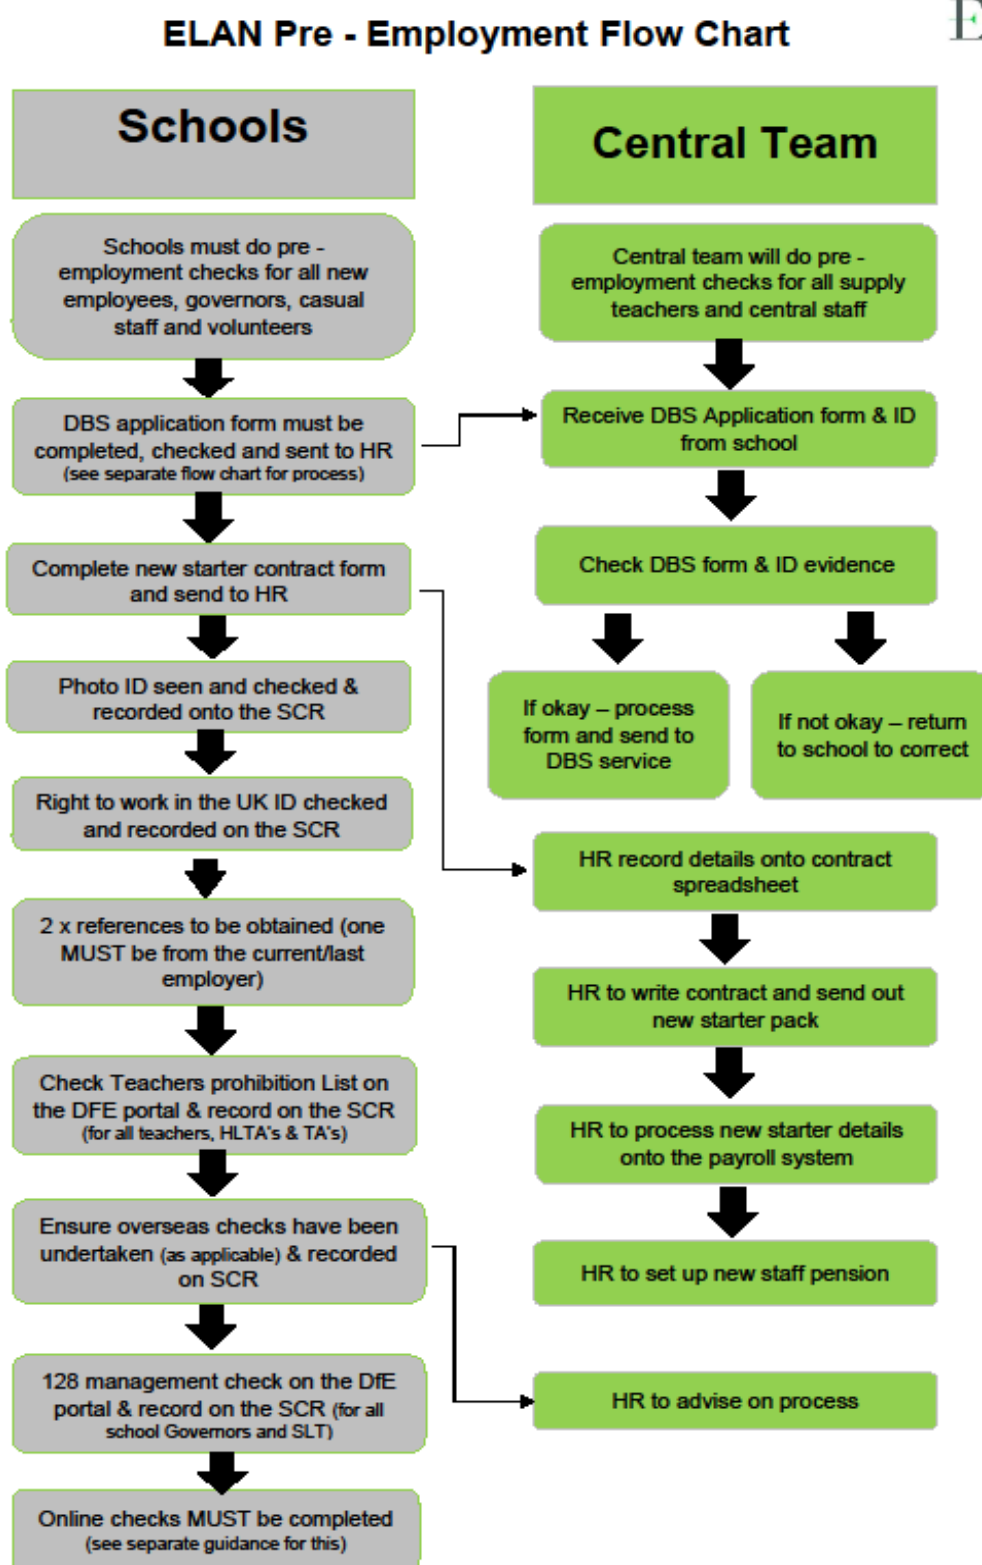 ELAN Pre - Employment Flow Chart
E
Schools
Schools must do pre -
employment checks for all new
employees, governors, casual
staff and volunteers
DBS application form must be
completed, checked and sent to HR
(see separate flow chart for process)
Complete new starter contract form
and send to HR
Photo ID seen and checked &
recorded onto the SCR
Right to work in the UK ID checked
and recorded on the SCR
2 x references to be obtained (one
MUST be from the current/last
employer)
Check Teachers prohibition List on
the DFE portal & record on the SCR
(for all teachers, HLTA's & TA's)
Ensure overseas checks have been
undertaken (as applicable) & recorded
on SCR
128 management check on the DfE
portal & record on the SCR (for all
school Governors and SLT)
Online checks MUST be completed
(see separate guidance for this)
Central Team
Central team will do pre -
employment checks for all supply
teachers and central staff
Receive DBS Application form & ID
from school
Check DBS form & ID evidence
If okay – process
form and send to
DBS service
If not okay – return
to school to correct
HR record details onto contract
spreadsheet
HR to write contract and send out
new starter pack
HR to process new starter details
onto the payroll system
HR to set up new staff pension
HR to advise on process